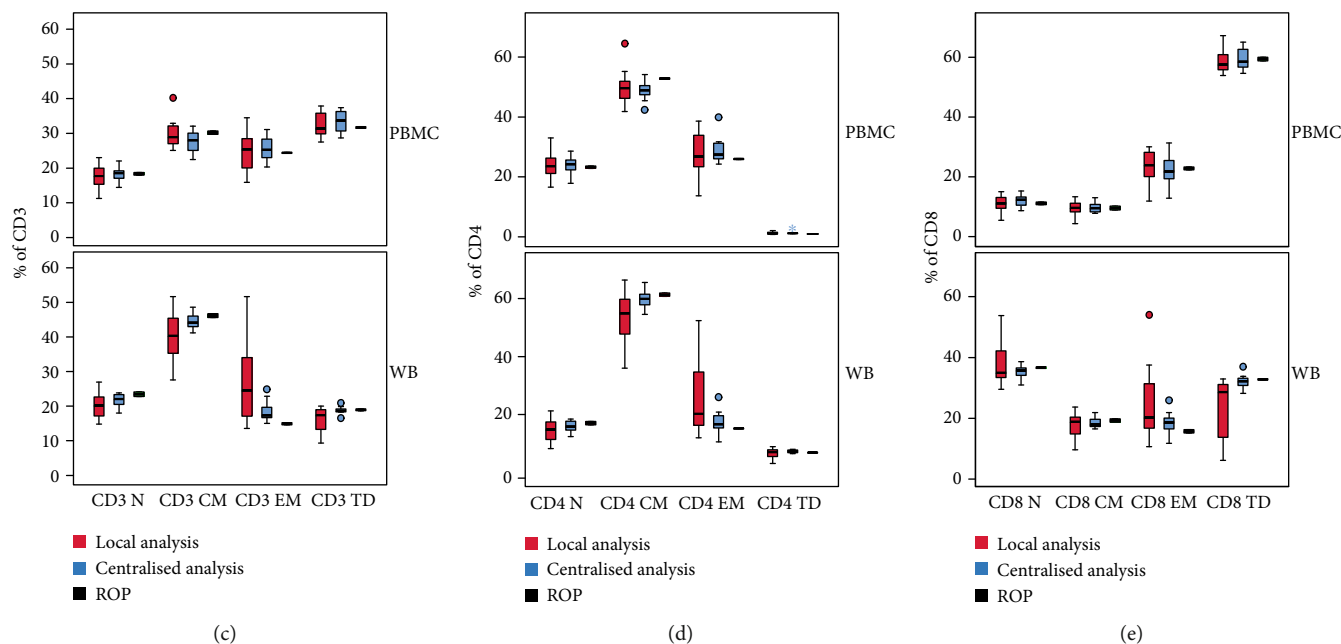 % of CD3
60
50
40
30
20
10
0
PBMC
60
50
40
30
20
10
0
WB
CD3 N CD3 CM CD3 EM CD3 TD
Local analysis
Centralised analysis
ROP
(c)
% of CD4
60
40
20
0
*
PBMC
60
40
20
0
WB
CD4 N CD4 CM CD4 EM CD4 TD
Local analysis
Centralised analysis
ROP
(d)
% of CD8
60
40
20
0
PBMC
60
40
20
0
WB
CD8 N CD8 CM CD8 EM CD8 TD
Local analysis
Centralised analysis
ROP
(e)